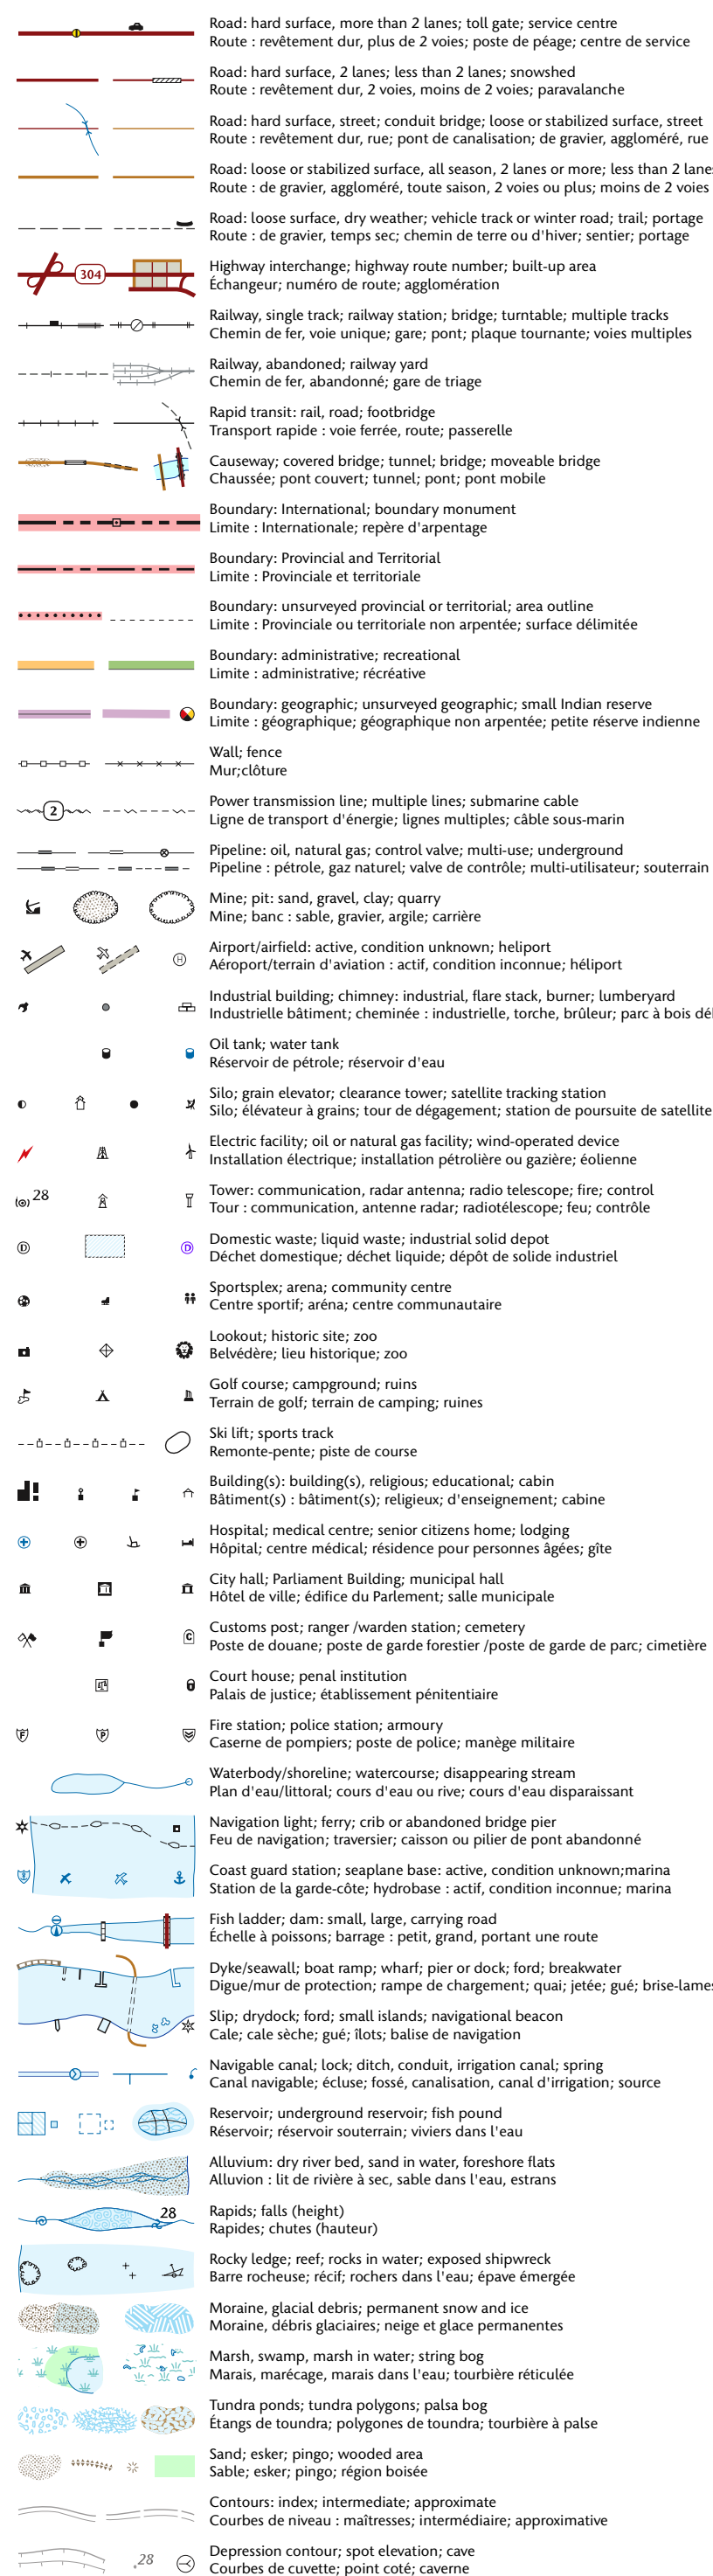 Road: hard surface, more than 2 lanes; toll gate; service centre
Route : revêtement dur, plus de 2 voies; poste de péage; centre de service
Road: hard surface, 2 lanes; less than 2 lanes; snowshed
Route : revêtement dur, 2 voies, moins de 2 voies; paravalanche
Road: hard surface, street; conduit bridge; loose or stabilized surface, street
Route : revêtement dur, rue; pont de canalisation; de gravier, aggloméré, rue
Road: loose or stabilized surface, all season, 2 lanes or more; less than 2 lanes
Route : de gravier, aggloméré, toute saison, 2 voies ou plus; moins de 2 voies
Road: loose surface, dry weather; vehicle track or winter road; trail; portage
Route : de gravier, temps sec; chemin de terre ou d'hiver; sentier; portage
304
Highway interchange; highway route number; built-up area
Échangeur; numéro de route; agglomération
Railway, single track; railway station; bridge; turntable; multiple tracks
Chemin de fer, voie unique; gare; pont; plaque tournante; voies multiples
Railway, abandoned; railway yard
Chemin de fer, abandonné; gare de triage
Rapid transit: rail, road; footbridge
Transport rapide : voie ferrée, route; passerelle
Causeway; covered bridge; tunnel; bridge; moveable bridge
Chaussée; pont couvert; tunnel; pont; pont mobile
Boundary: International; boundary monument
Limite : Internationale; repère d'arpentage
Boundary: Provincial and Territorial
Limite : Provinciale et territoriale
Boundary: unsurveyed provincial or territorial; area outline
Limite : Provinciale ou territoriale non arpentée; surface délimitée
Boundary: administrative; recreational
Limite : administrative; récréative
Boundary: geographic; unsurveyed geographic; small Indian reserve
Limite : géographique; géographique non arpentée; petite réserve indienne
Wall; fence
Mur;clôture
2
Power transmission line; multiple lines; submarine cable
Ligne de transport d'énergie; lignes multiples; câble sous-marin
Pipeline: oil, natural gas; control valve; multi-use; underground
Pipeline : pétrole, gaz naturel; valve de contrôle; multi-utilisateur; souterrain
Mine; pit: sand, gravel, clay; quarry
Mine; banc : sable, gravier, argile; carrière
H
Airport/airfield: active, condition unknown; heliport
Aéroport/terrain d'aviation : actif, condition inconnue; héliport
Industrial building; chimney: industrial, flare stack, burner; lumberyard
Industrielle bâtiment; cheminée : industrielle, torche, brûleur; parc à bois dé
Oil tank; water tank
Réservoir de pétrole; réservoir d'eau
Silo; grain elevator; clearance tower; satellite tracking station
Silo; élévateur à grains; tour de dégagement; station de poursuite de satellite
Electric facility; oil or natural gas facility; wind-operated device
Installation électrique; installation pétrolière ou gazière; éolienne
28
Tower: communication, radar antenna; radio telescope; fire; control
Tour : communication, antenne radar; radiotélescope; feu; contrôle
D D
Domestic waste; liquid waste; industrial solid depot
Déchet domestique; déchet liquide; dépôt de solide industriel
Sportsplex; arena; community centre
Centre sportif; aréna; centre communautaire
Lookout; historic site; zoo
Belvédère; lieu historique; zoo
Golf course; campground; ruins
Terrain de golf; terrain de camping; ruines
Ski lift; sports track
Remonte-pente; piste de course
Building(s): building(s), religious; educational; cabin
Bâtiment(s) : bâtiment(s); religieux; d'enseignement; cabine
Hospital; medical centre; senior citizens home; lodging
Hôpital; centre médical; résidence pour personnes âgées; gîte
City hall; Parliament Building; municipal hall
Hôtel de ville; édifice du Parlement; salle municipale
C
Customs post; ranger /warden station; cemetery
Poste de douane; poste de garde forestier /poste de garde de parc; cimetière
Court house; penal institution
Palais de justice; établissement pénitentiaire
F P
Fire station; police station; armoury
Caserne de pompiers; poste de police; manège militaire
Waterbody/shoreline; watercourse; disappearing stream
Plan d'eau/littoral; cours d'eau ou rive; cours d'eau disparaissant
Navigation light; ferry; crib or abandoned bridge pier
Feu de navigation; traversier; caisson ou pilier de pont abandonné
Coast guard station; seaplane base: active, condition unknown;marina
Station de la garde-côte; hydrobase : actif, condition inconnue; marina
Fish ladder; dam: small, large, carrying road
Échelle à poissons; barrage : petit, grand, portant une route
Dyke/seawall; boat ramp; wharf; pier or dock; ford; breakwater
Digue/mur de protection; rampe de chargement; quai; jetée; gué; brise-lames
Slip; drydock; ford; small islands; navigational beacon
Cale; cale sèche; gué; îlots; balise de navigation
Navigable canal; lock; ditch, conduit, irrigation canal; spring
Canal navigable; écluse; fossé, canalisation, canal d'irrigation; source
Reservoir; underground reservoir; fish pound
Réservoir; réservoir souterrain; viviers dans l'eau
Alluvium: dry river bed, sand in water, foreshore flats
Alluvion : lit de rivière à sec, sable dans l'eau, estrans
28
Rapids; falls (height)
Rapides; chutes (hauteur)
Rocky ledge; reef; rocks in water; exposed shipwreck
Barre rocheuse; récif; rochers dans l'eau; épave émergée
Moraine, glacial debris; permanent snow and ice
Moraine, débris glaciaires; neige et glace permanentes
Marsh, swamp, marsh in water; string bog
Marais, marécage, marais dans l'eau; tourbière réticulée
Tundra ponds; tundra polygons; palsa bog
Étangs de toundra; polygones de toundra; tourbière à palse
Sand; esker; pingo; wooded area
Sable; esker; pingo; région boisée
Contours: index; intermediate; approximate
Courbes de niveau : maîtresses; intermédiaire; approximative
28
Depression contour; spot elevation; cave
Courbes de cuvette; point coté; caverne